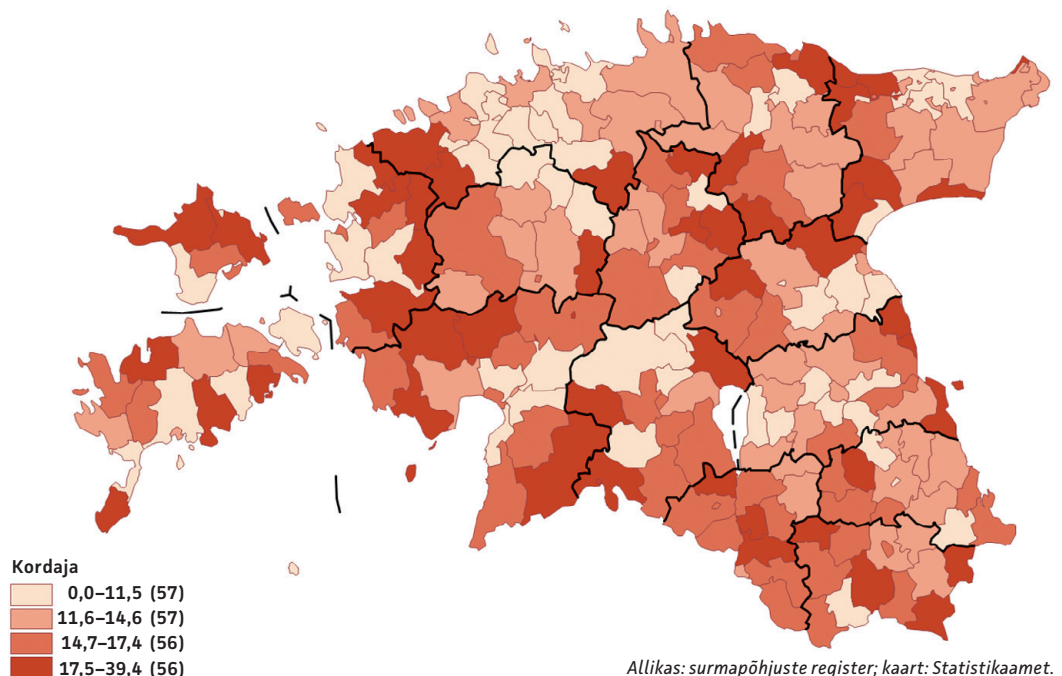 Kordaja
0,0–11,5 (57)
11,6–14,6 (57)
14,7–17,4 (56)
17,5–39,4 (56)
Allikas: surmapõhjuste register; kaart: Statistikaamet.